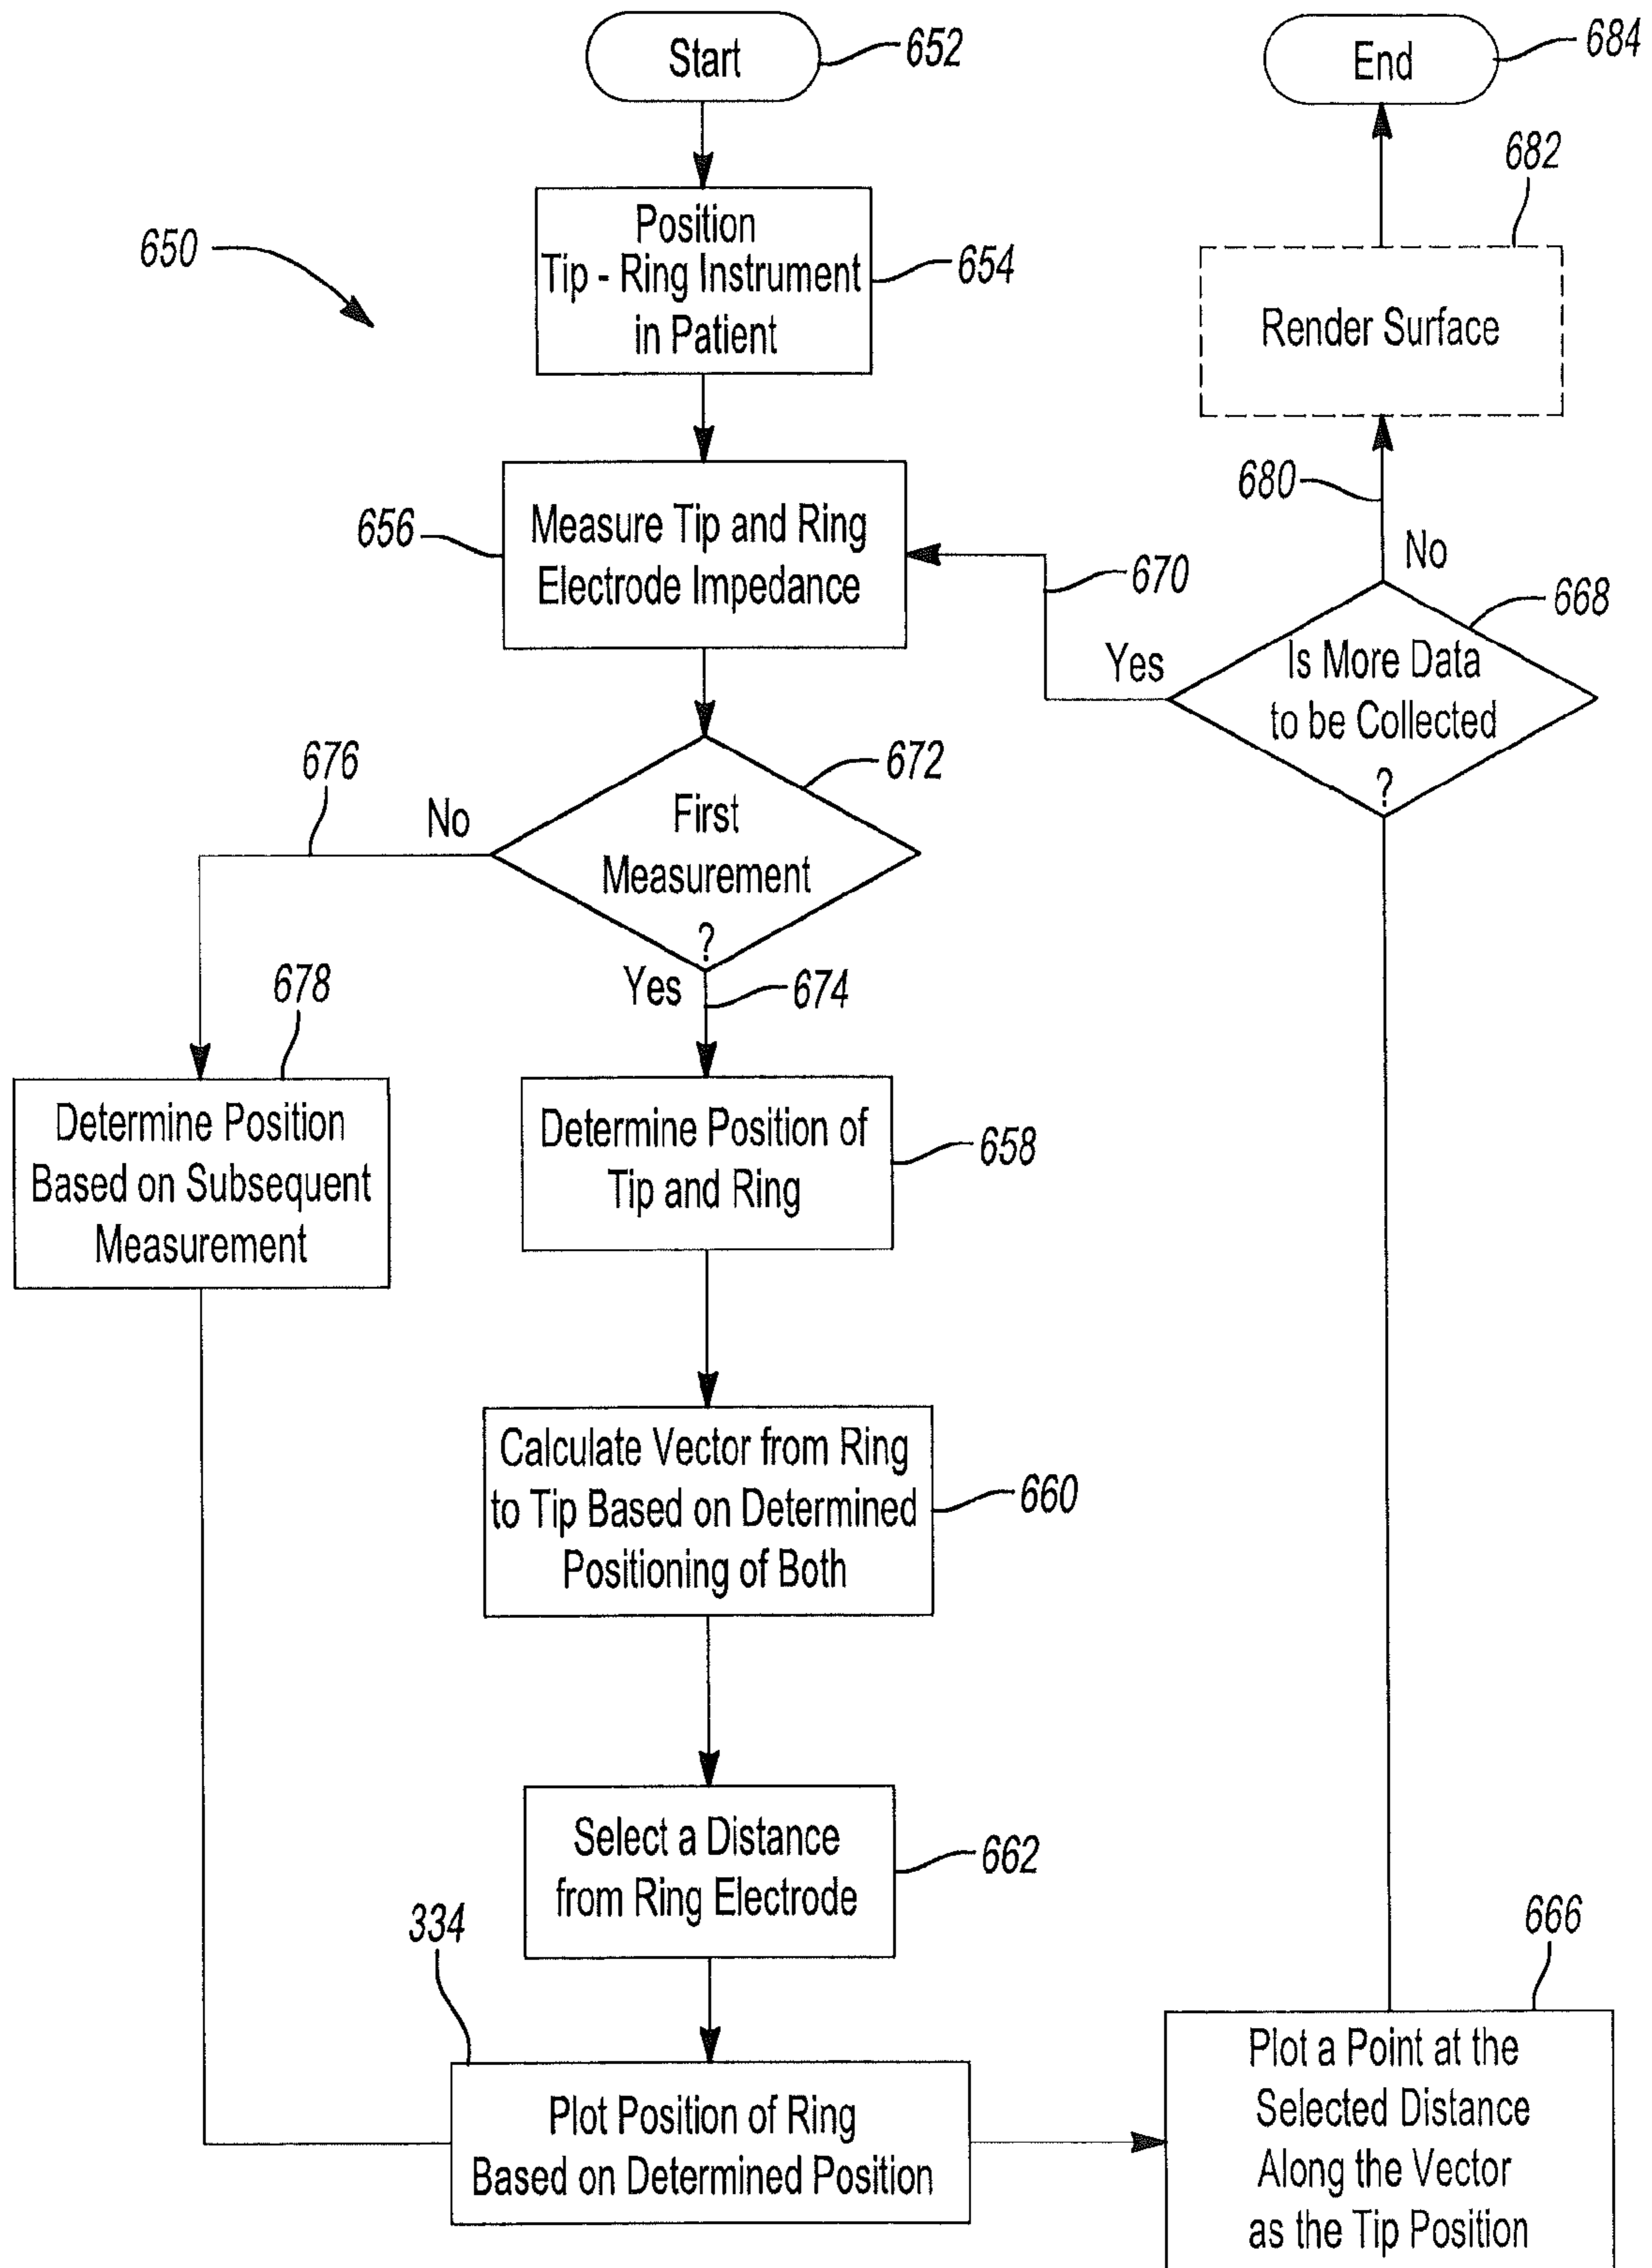 Start
652
650
Position
Tip - Ring Instrument
in Patient
654
656
Measure Tip and Ring
Electrode Impedance
First
Measurement
?
672
No
676
Yes
674
678
Determine Position
Based on Subsequent
Measurement
Determine Position of
Tip and Ring
658
Calculate Vector from Ring
to Tip Based on Determined
Positioning of Both
660
Select a Distance
from Ring Electrode
662
334
Plot Position of Ring
Based on Determined Position
666
Plot a Point at the
Selected Distance
Along the Vector
as the Tip Position
Is More Data
to be Collected
?
668
Yes
670
No
680
682
Render Surface
End
684